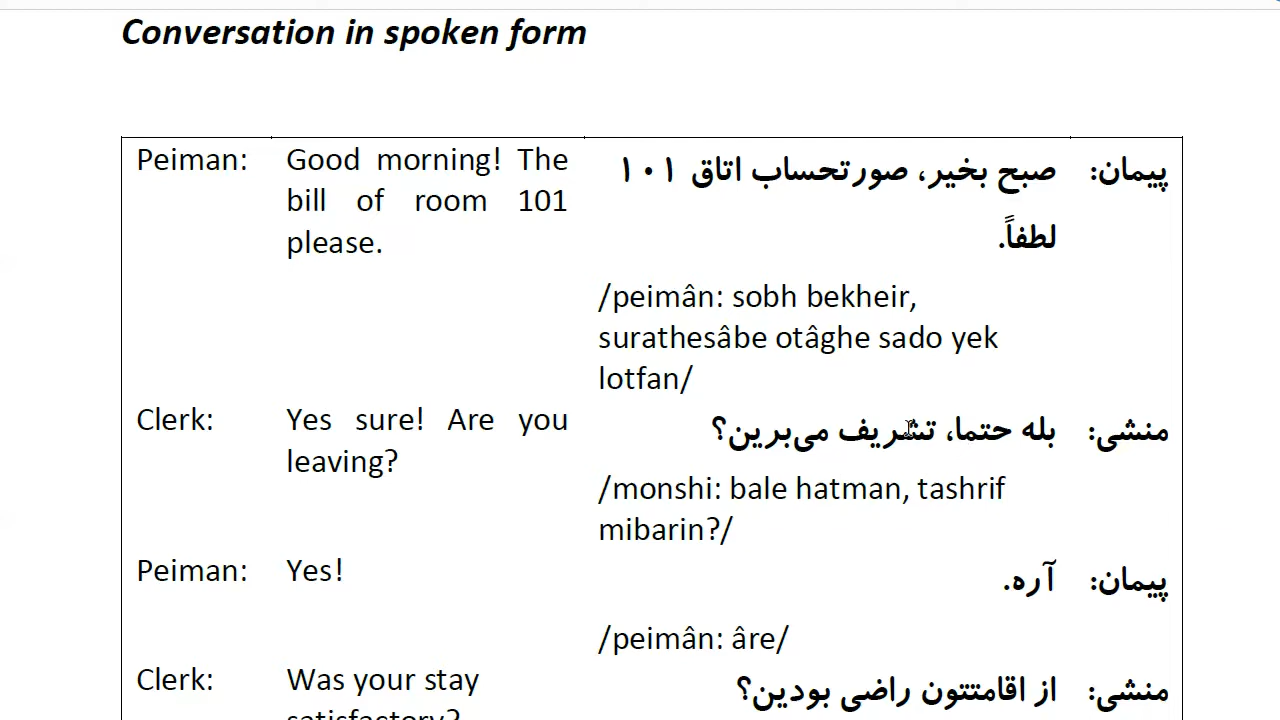 Conversation in spoken form
Peiman:
Good morning! The
bill of room 101
please.
پیمان:
صبح بخیر، صورتحساب اتاق ۱۰۱
لطفاً.
/peimân: sobh bekheir,
surathesâbe otâghe sado yek
lotfan/
Clerk:
Yes sure! Are you
leaving?
منشی:
بله حتما، تشریف می‌برین؟
/monshi: bale hatman, tashrif
mibarin?/
Peiman:
Yes!
پیمان:
آره.
/peimân: âre/
Clerk:
Was your stay
satisfactory?
منشی:
از اقامتتون راضی بودین؟